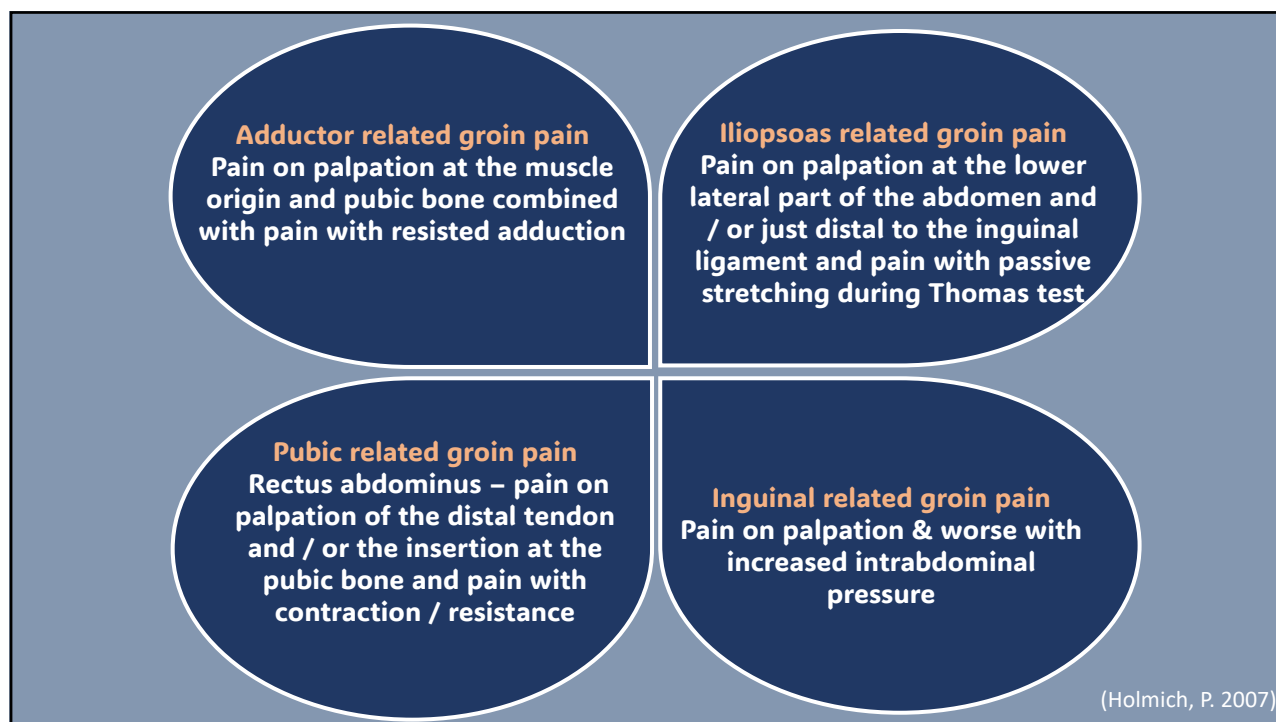 Adductor related groin pain
Pain on palpation at the muscle
origin and pubic bone combined
with pain with resisted adduction
Iliopsoas related groin pain
Pain on palpation at the lower
lateral part of the abdomen and
/ or just distal to the inguinal
ligament and pain with passive
stretching during Thomas test
Pubic related groin pain
Rectus abdominus – pain on
palpation of the distal tendon
and / or the insertion at the
pubic bone and pain with
contraction / resistance
Inguinal related groin pain
Pain on palpation & worse with
increased intrabdominal
pressure
(Holmich, P. 2007)